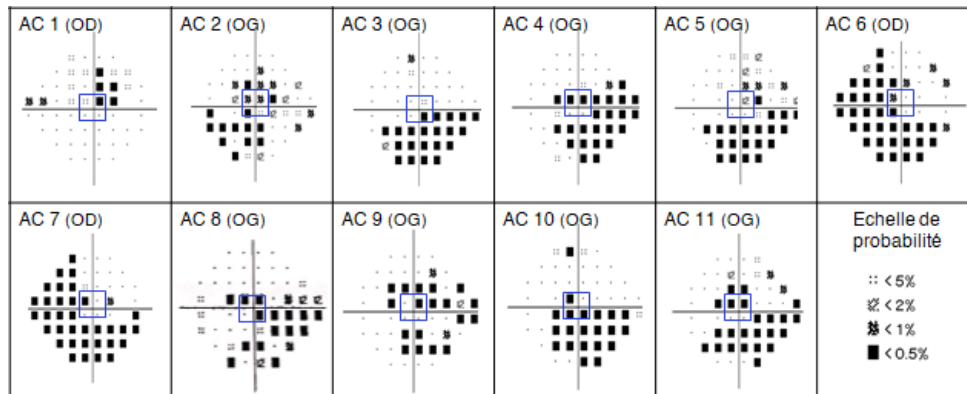 AC 1 (OD)
AC 2 (OG)
AC 3 (OG)
AC 4 (OG)
AC 5 (OG)
AC 6 (OD)
AC 7 (OD)
AC 8 (OG)
AC 9 (OG)
AC 10 (OG)
AC 11 (OG)
Echelle de
probabilité
< 5%
< 2%
< 1%
< 0.5%